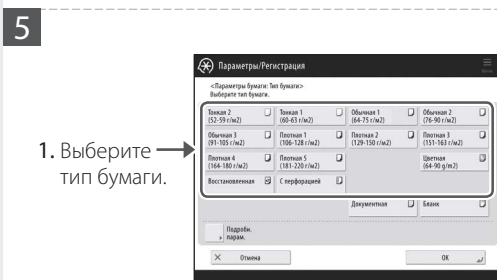 5
Параметры/Регистрация
<Параметры бумаги: Тип бумаги>
Выберите тип бумаги.
Тонкая 2 Тонкая 1 Обычная 1 Обычная 2
(52-59 г/м2) (60-63 г/м2) (64-75 г/м2) (76-90 г/м2)
Обычная 3 Плотная 1 Плотная 2 Плотная 3
(91-105 г/м2) (106-128 г/м2) (129-150 г/м2) (151-163 г/м2)
Плотная 4 Плотная 5 Цветная
(164-180 г/м2) (181-220 г/м2) (64-90 g/m2)
Восстановленная С перфорацией
1. Выберите
тип бумаги.
Документная Бланк
Подробн.
парам.
Отмена OK